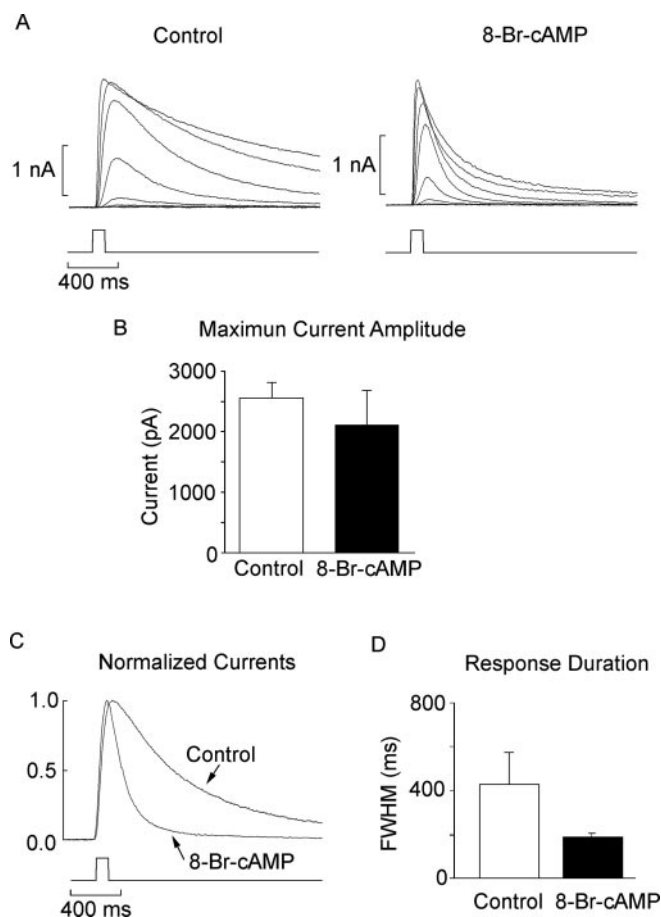 A
Control
8-Br-cAMP
1 nA
1 nA
400 ms
B
Maximun Current Amplitude
3000
2000
1000
0
Current (pA)
Control
8-Br-cAMP
C
Normalized Currents
1.0
0.5
0.0
Control
8-Br-cAMP
400 ms
D
Response Duration
800
400
0
FWHM (ms)
Control
8-Br-cAMP